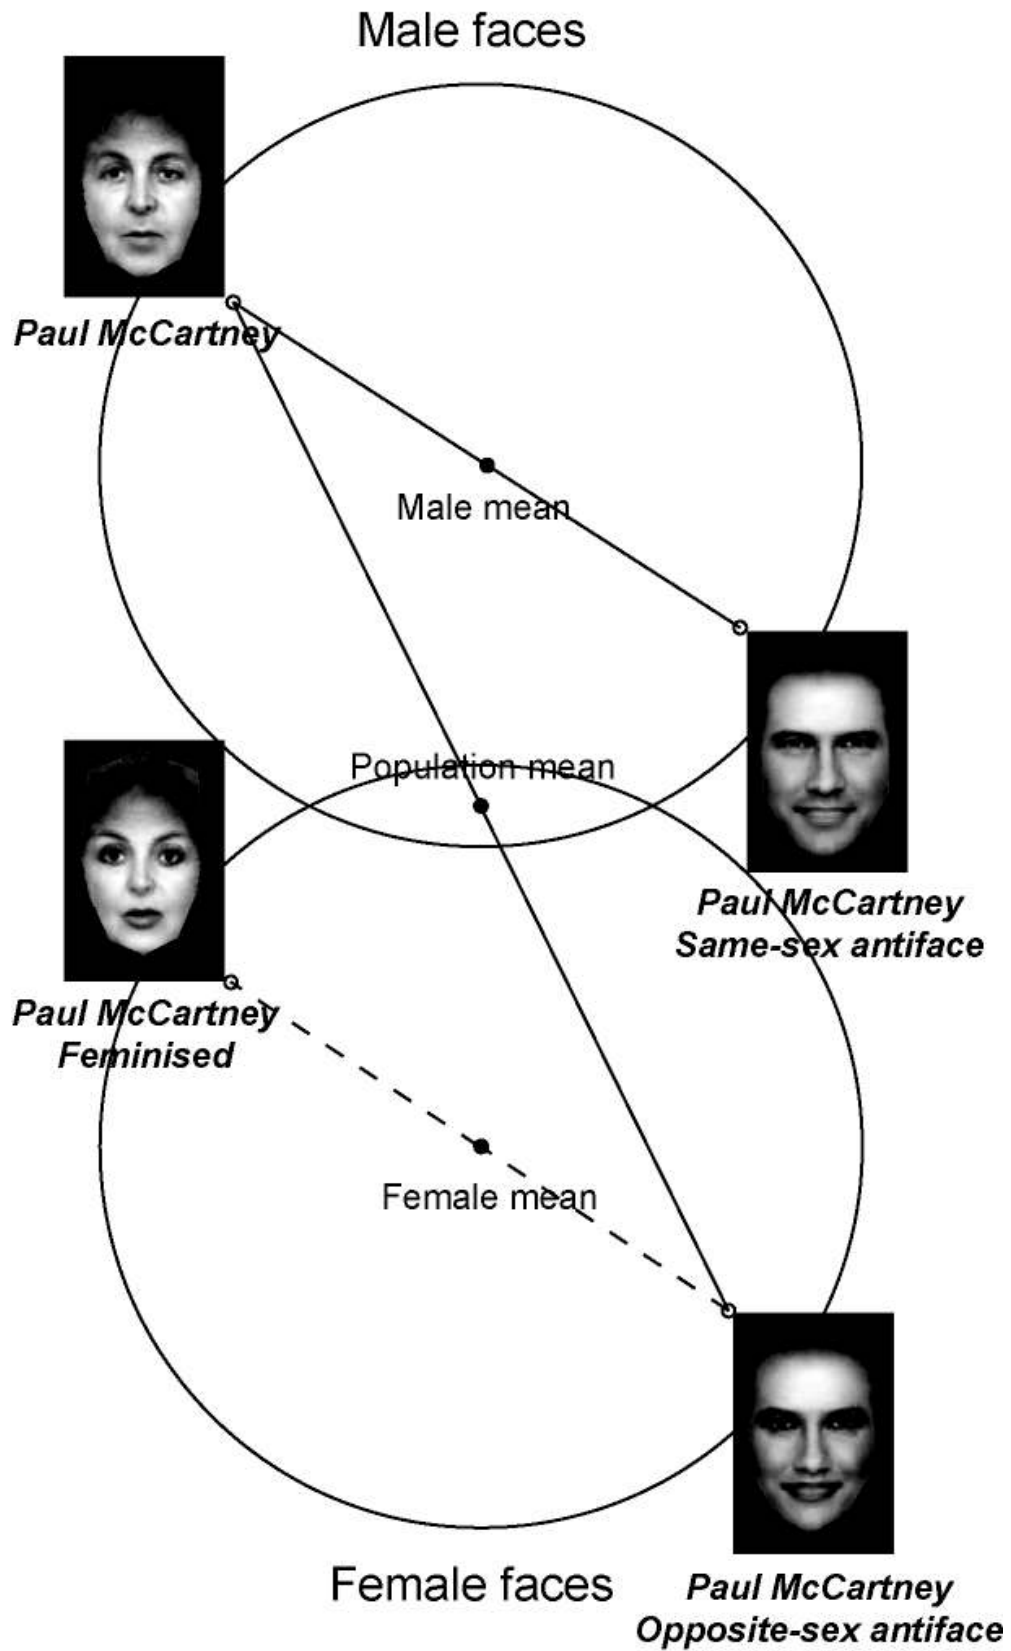 Male faces
Paul McCartney
Male mean
Population mean
Paul McCartney
Same-sex antiface
Paul McCartney
Feminised
Female mean
Female faces
Paul McCartney
Opposite-sex antiface